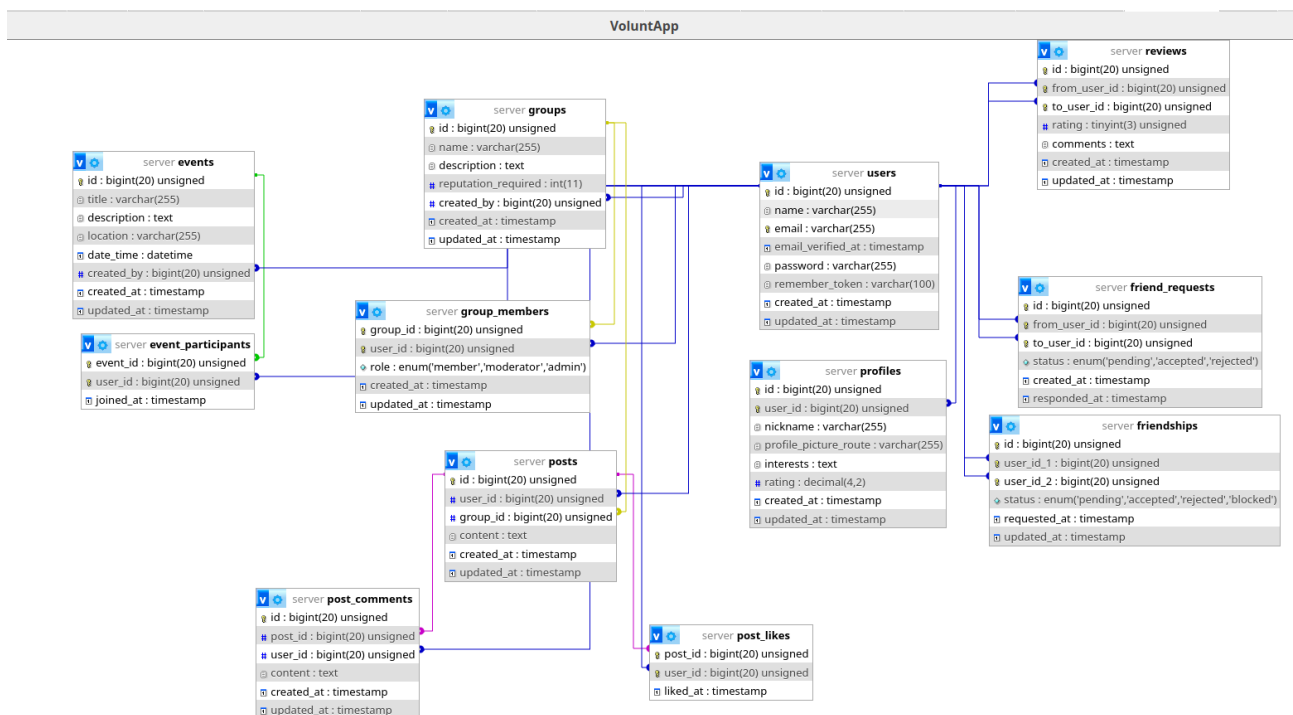 VoluntApp
server reviews
id : bigint(20) unsigned
from_user_id : bigint(20) unsigned
to_user_id : bigint(20) unsigned
rating : tinyint(3) unsigned
comments : text
created_at : timestamp
updated_at : timestamp
server groups
id : bigint(20) unsigned
name : varchar(255)
description : text
reputation_required : int(11)
created_by : bigint(20) unsigned
created_at : timestamp
updated_at : timestamp
server events
id : bigint(20) unsigned
title : varchar(255)
description : text
location : varchar(255)
date_time : datetime
created_by : bigint(20) unsigned
created_at : timestamp
updated_at : timestamp
server users
id : bigint(20) unsigned
name : varchar(255)
email : varchar(255)
email_verified_at : timestamp
password : varchar(255)
remember_token : varchar(100)
created_at : timestamp
updated_at : timestamp
server friend_requests
id : bigint(20) unsigned
from_user_id : bigint(20) unsigned
to_user_id : bigint(20) unsigned
status : enum('pending','accepted','rejected')
created_at : timestamp
responded_at : timestamp
server group_members
group_id : bigint(20) unsigned
user_id : bigint(20) unsigned
role : enum('member','moderator','admin')
created_at : timestamp
updated_at : timestamp
server event_participants
event_id : bigint(20) unsigned
user_id : bigint(20) unsigned
joined_at : timestamp
server profiles
id : bigint(20) unsigned
user_id : bigint(20) unsigned
nickname : varchar(255)
profile_picture_route : varchar(255)
interests : text
rating : decimal(4,2)
created_at : timestamp
updated_at : timestamp
server friendships
id : bigint(20) unsigned
user_id_1 : bigint(20) unsigned
user_id_2 : bigint(20) unsigned
status : enum('pending','accepted','rejected','blocked')
requested_at : timestamp
updated_at : timestamp
server posts
id : bigint(20) unsigned
user_id : bigint(20) unsigned
group_id : bigint(20) unsigned
content : text
created_at : timestamp
updated_at : timestamp
server post_comments
id : bigint(20) unsigned
post_id : bigint(20) unsigned
user_id : bigint(20) unsigned
content : text
created_at : timestamp
updated_at : timestamp
server post_likes
post_id : bigint(20) unsigned
user_id : bigint(20) unsigned
liked_at : timestamp